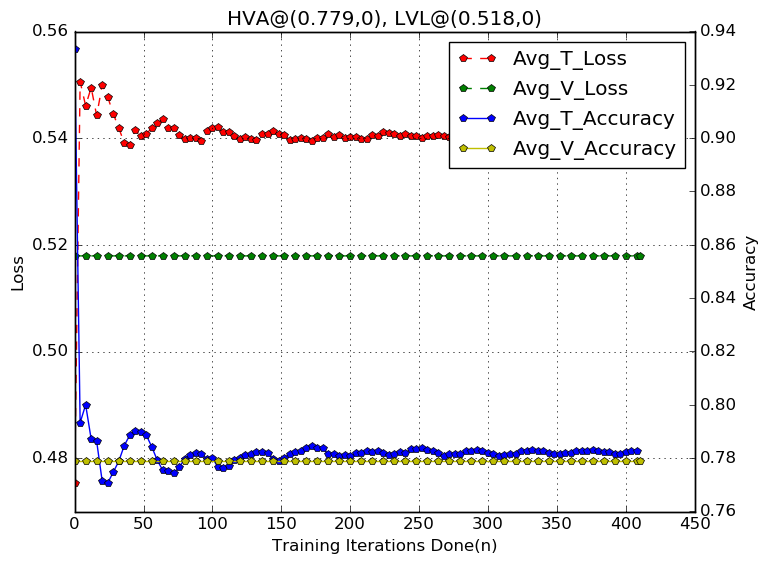 HVA@(0.779,0), LVL@(0.518,0)
Avg_T_Loss
Avg_V_Loss
Avg_T_Accuracy
Avg_V_Accuracy
Loss
0.56
0.54
0.52
0.50
0.48
Accuracy
0.94
0.92
0.90
0.88
0.86
0.84
0.82
0.80
0.78
0.76
0 50 100 150 200 250 300 350 400 450
Training Iterations Done(n)